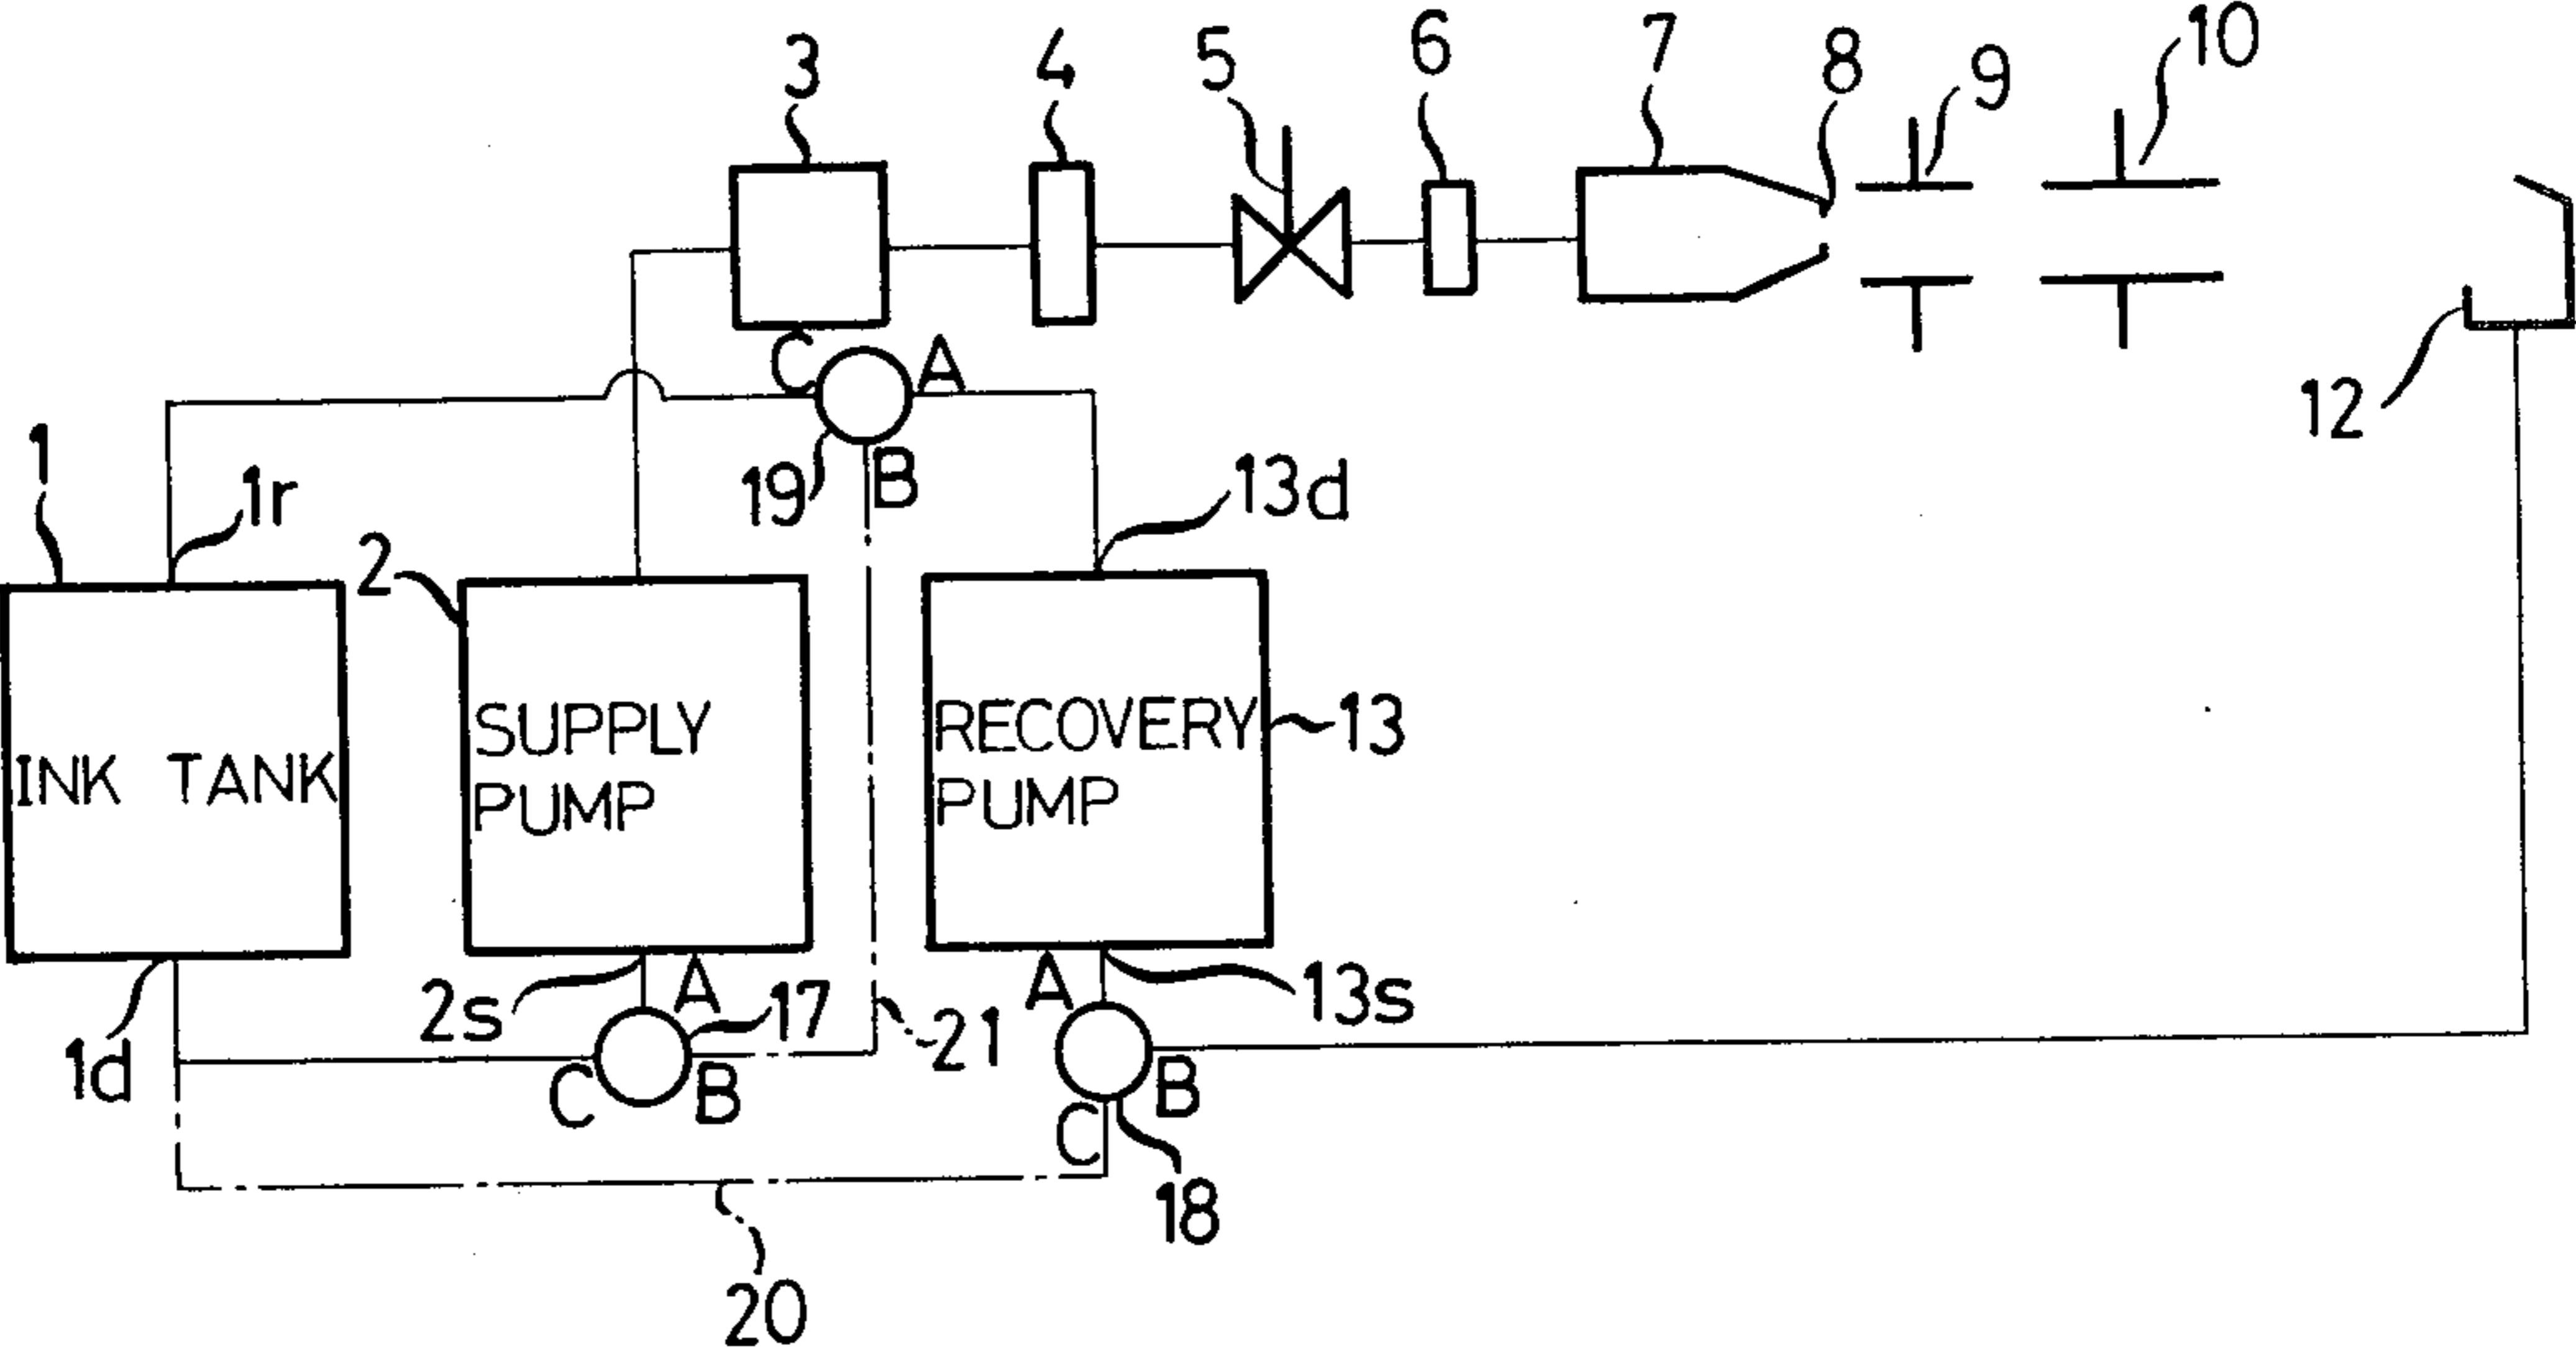 3 4 5 6 7 8 9 10
C A
12
19 B
1 1r 13d
2
INK TANK
SUPPLY
PUMP
RECOVERY
PUMP
13
2s A 17 A 13s
21
1d C B B
C
18
20